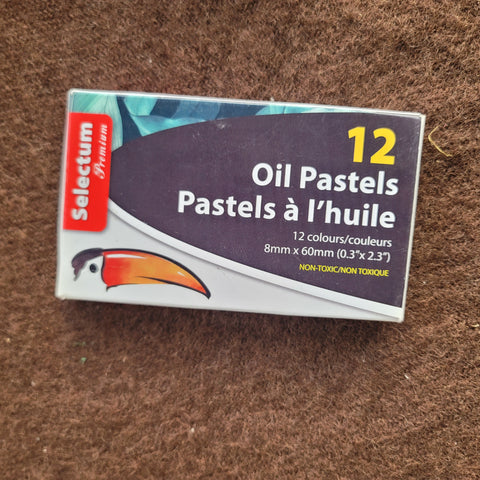 Selectum
Premium
12
Oil Pastels
Pastels à l'huile
12 colours/couleurs
8mm x 60mm (0.3"x 2.3")
NON-TOXIC/NON TOXIQUE